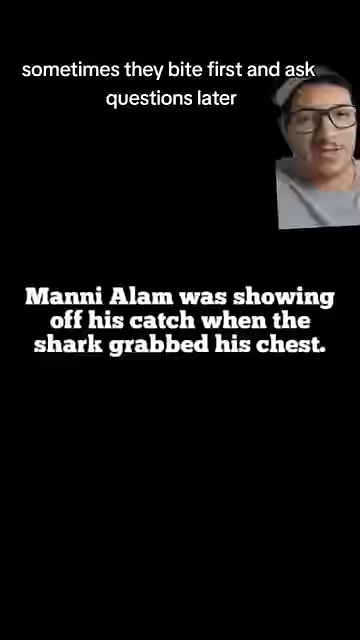 sometimes they bite first and ask
questions later
Manni Alam was showing
off his catch when the
shark grabbed his chest.